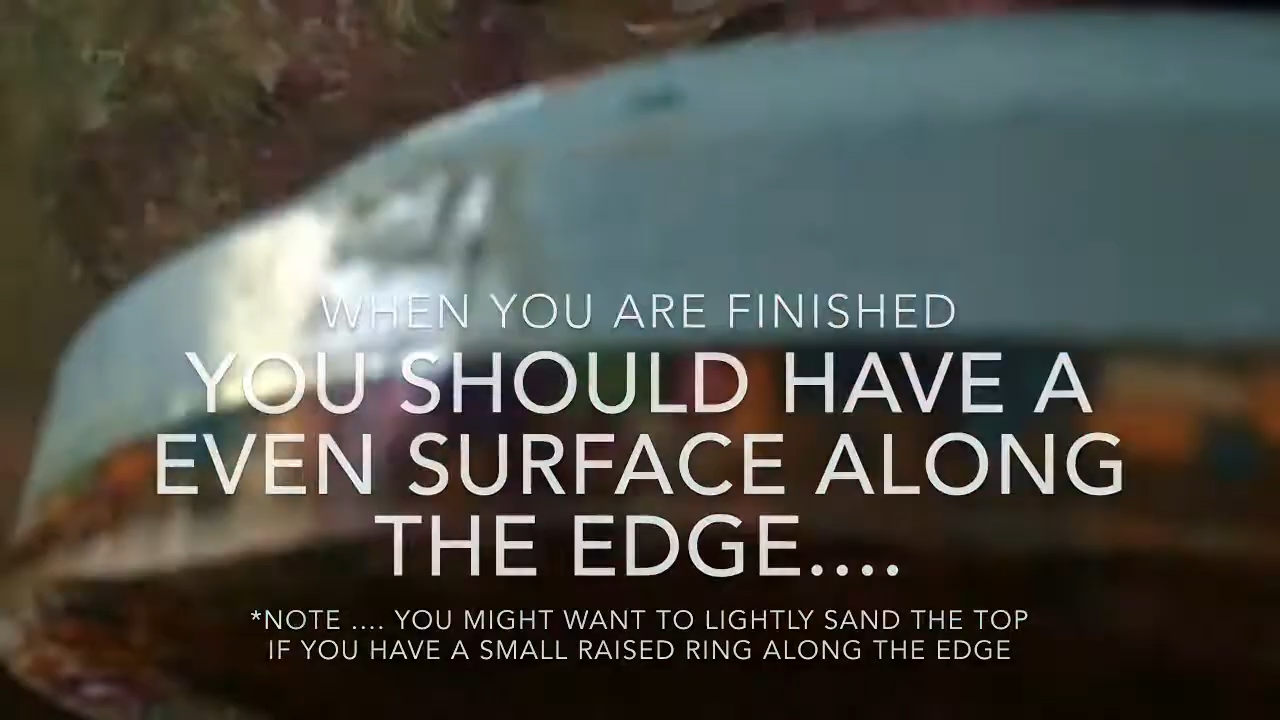 WHEN YOU ARE FINISHED
YOU SHOULD HAVE A
EVEN SURFACE ALONG
THE EDGE....
*NOTE .... YOU MIGHT WANT TO LIGHTLY SAND THE TOP
IF YOU HAVE A SMALL RAISED RING ALONG THE EDGE